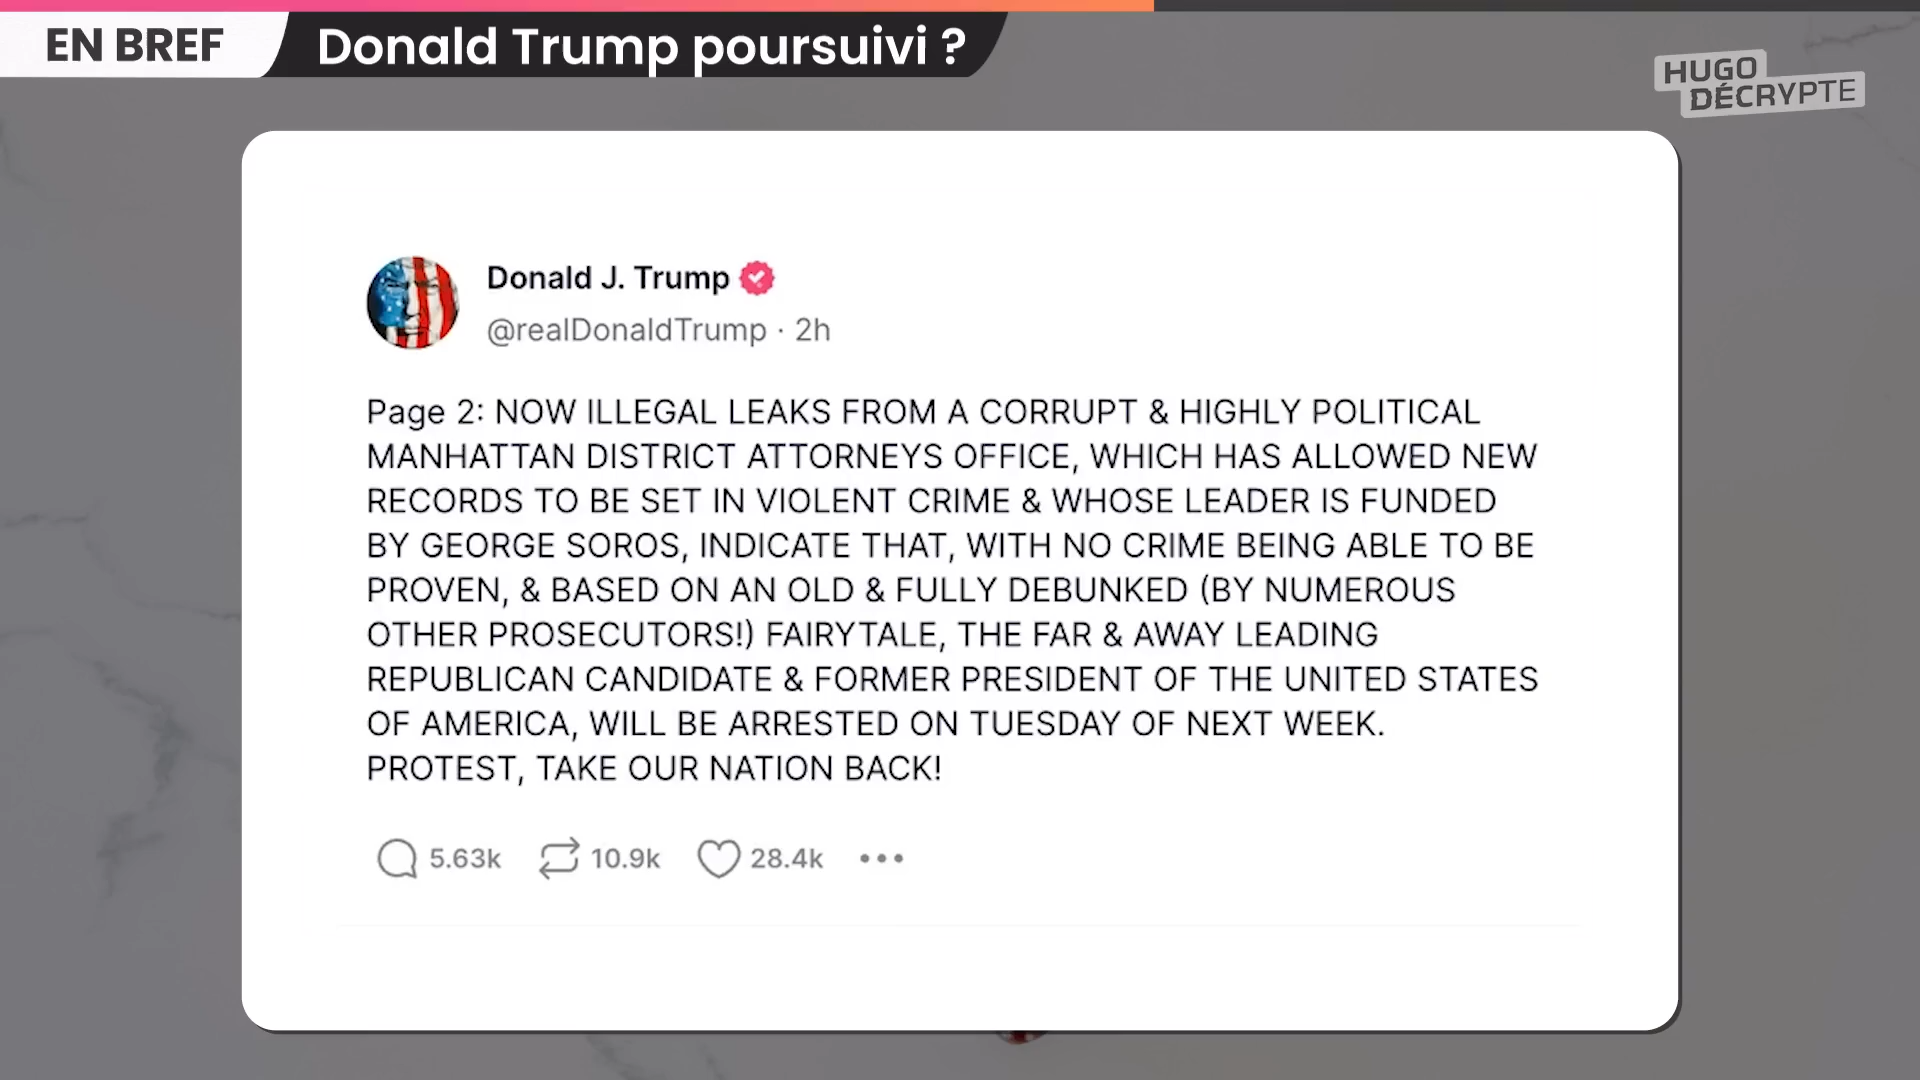 EN BREF
Donald Trump poursuivi ?
HUGO
DÉCRYPTE
Donald J. Trump
@realDonaldTrump · 2h
Page 2: NOW ILLEGAL LEAKS FROM A CORRUPT & HIGHLY POLITICAL
MANHATTAN DISTRICT ATTORNEYS OFFICE, WHICH HAS ALLOWED NEW
RECORDS TO BE SET IN VIOLENT CRIME & WHOSE LEADER IS FUNDED
BY GEORGE SOROS, INDICATE THAT, WITH NO CRIME BEING ABLE TO BE
PROVEN, & BASED ON AN OLD & FULLY DEBUNKED (BY NUMEROUS
OTHER PROSECUTORS!) FAIRYTALE, THE FAR & AWAY LEADING
REPUBLICAN CANDIDATE & FORMER PRESIDENT OF THE UNITED STATES
OF AMERICA, WILL BE ARRESTED ON TUESDAY OF NEXT WEEK.
PROTEST, TAKE OUR NATION BACK!
5.63k 10.9k 28.4k